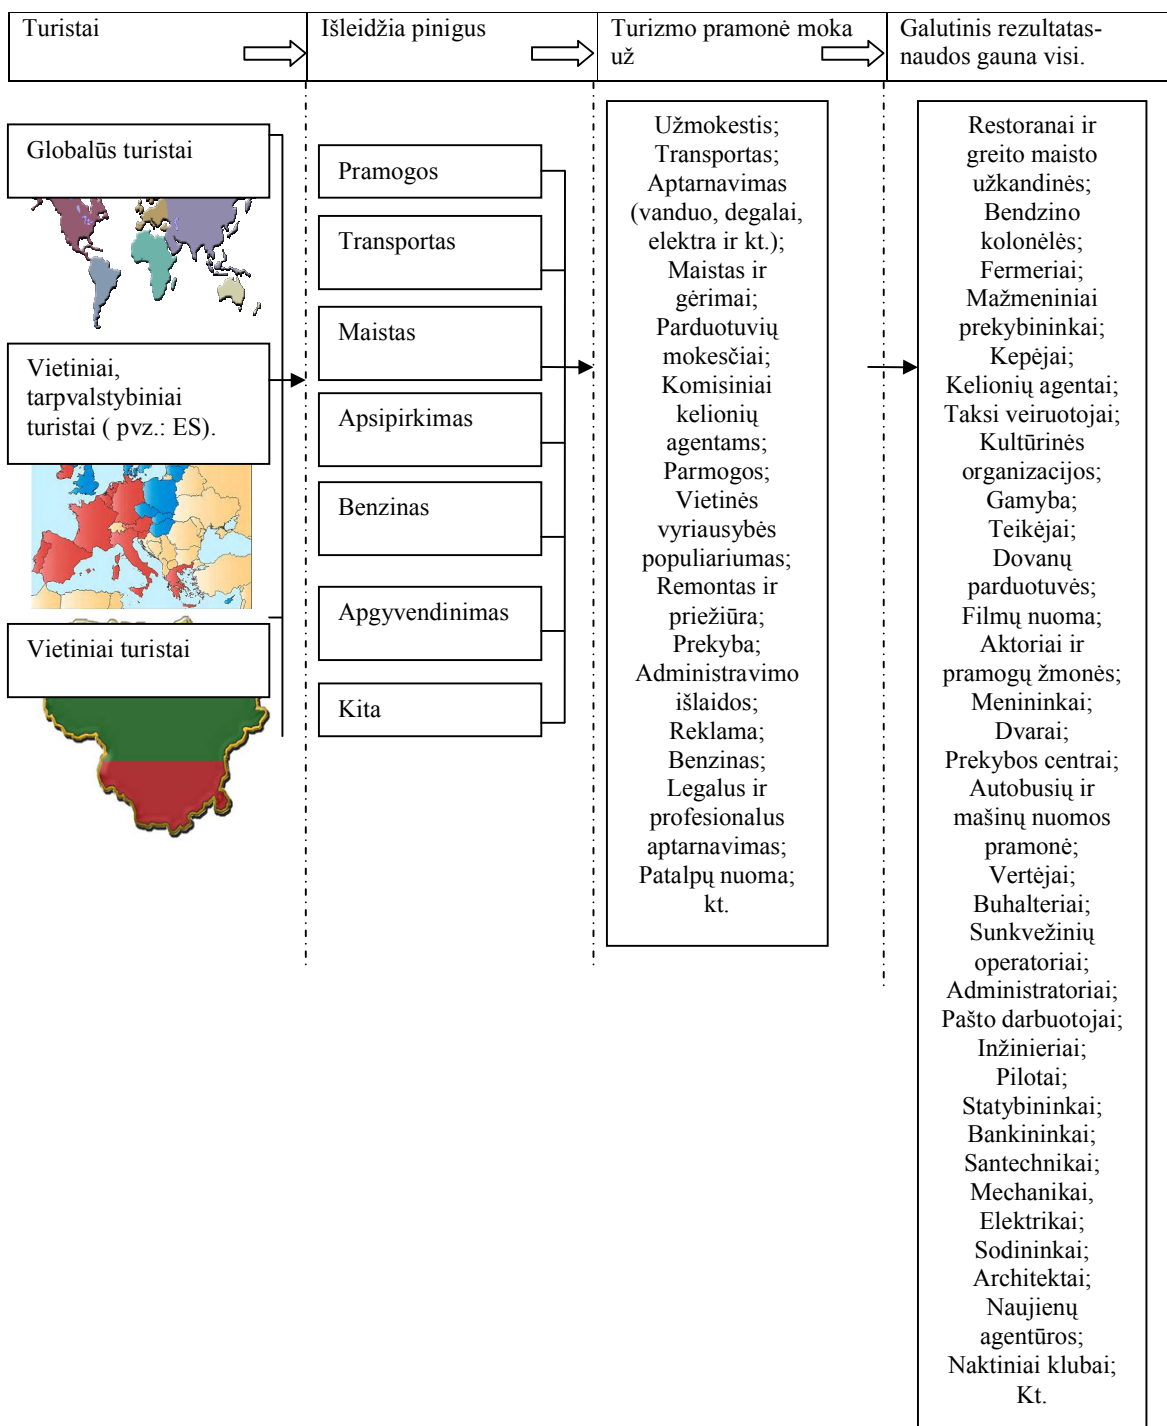 Turistai
Išleidžia pinigus
Turizmo pramonė moka
už
Galutinis rezultatas-
naudos gauna visi.
Globalūs turistai
Vietiniai,
tarpvalstybiniai
turistai ( pvz.: ES).
Vietiniai turistai
Pramogos
Transportas
Maistas
Apsipirkimas
Benzinas
Apgyvendinimas
Kita
Užmokestis;
Transportas;
Aptarnavimas
(vanduo, degalai,
elektra ir kt.);
Maistas ir
gėrimai;
Parduotuvių
mokesčiai;
Komisiniai
kelionių
agentams;
Parmogos;
Vietinės
vyriausybės
populiariumas;
Remontas ir
priežiūra;
Prekyba;
Administravimo
išlaidos;
Reklama;
Benzinas;
Legalus ir
profesionalus
aptarnavimas;
Patalpų nuoma;
kt.
Restoranai ir
greito maisto
užkandinės;
Bendzino
kolonėlės;
Fermeriai;
Mažmeniniai
prekybininkai;
Kepėjai;
Kelionių agentai;
Taksi veiruotojai;
Kultūrinės
organizacijos;
Gamyba;
Teikėjai;
Dovanų
parduotuvės;
Filmų nuoma;
Aktoriai ir
pramogų žmonės;
Menininkai;
Dvarai;
Prekybos centrai;
Autobusių ir
mašinų nuomos
pramonė;
Vertėjai;
Buhalteriai;
Sunkvežinių
operatoriai;
Administratoriai;
Pašto darbuotojai;
Inžinieriai;
Pilotai;
Statybininkai;
Bankininkai;
Santechnikai;
Mechanikai,
Elektrikai;
Sodininkai;
Architektai;
Naujienų
agentūros;
Naktiniai klubai;
Kt.